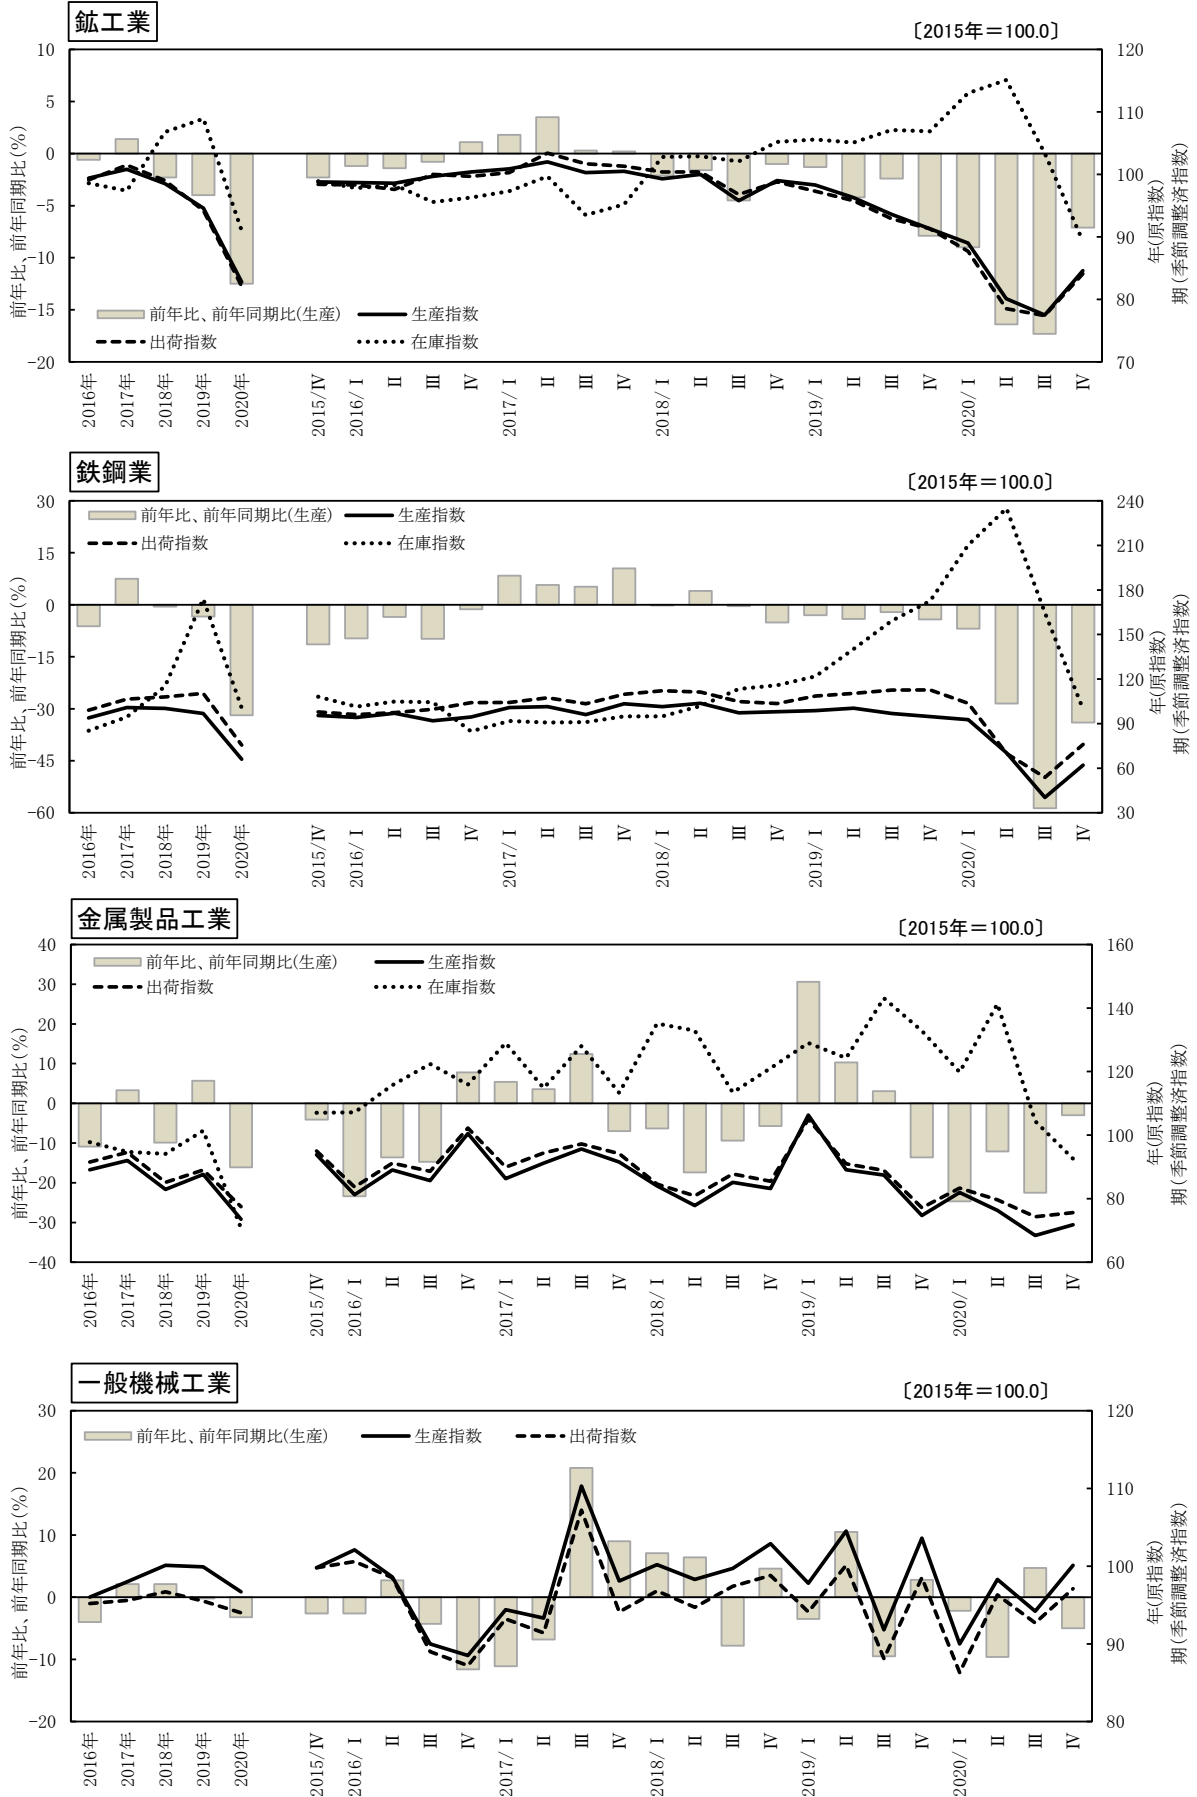 鉱工業
〔2015年＝100.0〕
前年比、前年同期比(%)
10
5
0
−5
−10
−15
−20
120
110
100
90
80
70
年(原指数)
期(季節調整済指数)
前年比、前年同期比(生産)
生産指数
出荷指数
在庫指数
2016年 2017年 2018年 2019年 2020年 2015/Ⅳ 2016/Ⅰ Ⅱ Ⅲ Ⅳ 2017/Ⅰ Ⅱ Ⅲ Ⅳ 2018/Ⅰ Ⅱ Ⅲ Ⅳ 2019/Ⅰ Ⅱ Ⅲ Ⅳ 2020/Ⅰ Ⅱ Ⅲ Ⅳ
鉄鋼業
〔2015年＝100.0〕
前年比、前年同期比(%)
30
15
0
−15
−30
−45
−60
240
210
180
150
120
90
60
30
年(原指数)
期(季節調整済指数)
前年比、前年同期比(生産)
生産指数
出荷指数
在庫指数
2016年 2017年 2018年 2019年 2020年 2015/Ⅳ 2016/Ⅰ Ⅱ Ⅲ Ⅳ 2017/Ⅰ Ⅱ Ⅲ Ⅳ 2018/Ⅰ Ⅱ Ⅲ Ⅳ 2019/Ⅰ Ⅱ Ⅲ Ⅳ 2020/Ⅰ Ⅱ Ⅲ Ⅳ
金属製品工業
〔2015年＝100.0〕
前年比、前年同期比(%)
40
30
20
10
0
−10
−20
−30
−40
160
140
120
100
80
60
年(原指数)
期(季節調整済指数)
前年比、前年同期比(生産)
生産指数
出荷指数
在庫指数
2016年 2017年 2018年 2019年 2020年 2015/Ⅳ 2016/Ⅰ Ⅱ Ⅲ Ⅳ 2017/Ⅰ Ⅱ Ⅲ Ⅳ 2018/Ⅰ Ⅱ Ⅲ Ⅳ 2019/Ⅰ Ⅱ Ⅲ Ⅳ 2020/Ⅰ Ⅱ Ⅲ Ⅳ
一般機械工業
〔2015年＝100.0〕
前年比、前年同期比(%)
30
20
10
0
−10
−20
120
110
100
90
80
年(原指数)
期(季節調整済指数)
前年比、前年同期比(生産)
生産指数
出荷指数
2016年 2017年 2018年 2019年 2020年 2015/Ⅳ 2016/Ⅰ Ⅱ Ⅲ Ⅳ 2017/Ⅰ Ⅱ Ⅲ Ⅳ 2018/Ⅰ Ⅱ Ⅲ Ⅳ 2019/Ⅰ Ⅱ Ⅲ Ⅳ 2020/Ⅰ Ⅱ Ⅲ Ⅳ